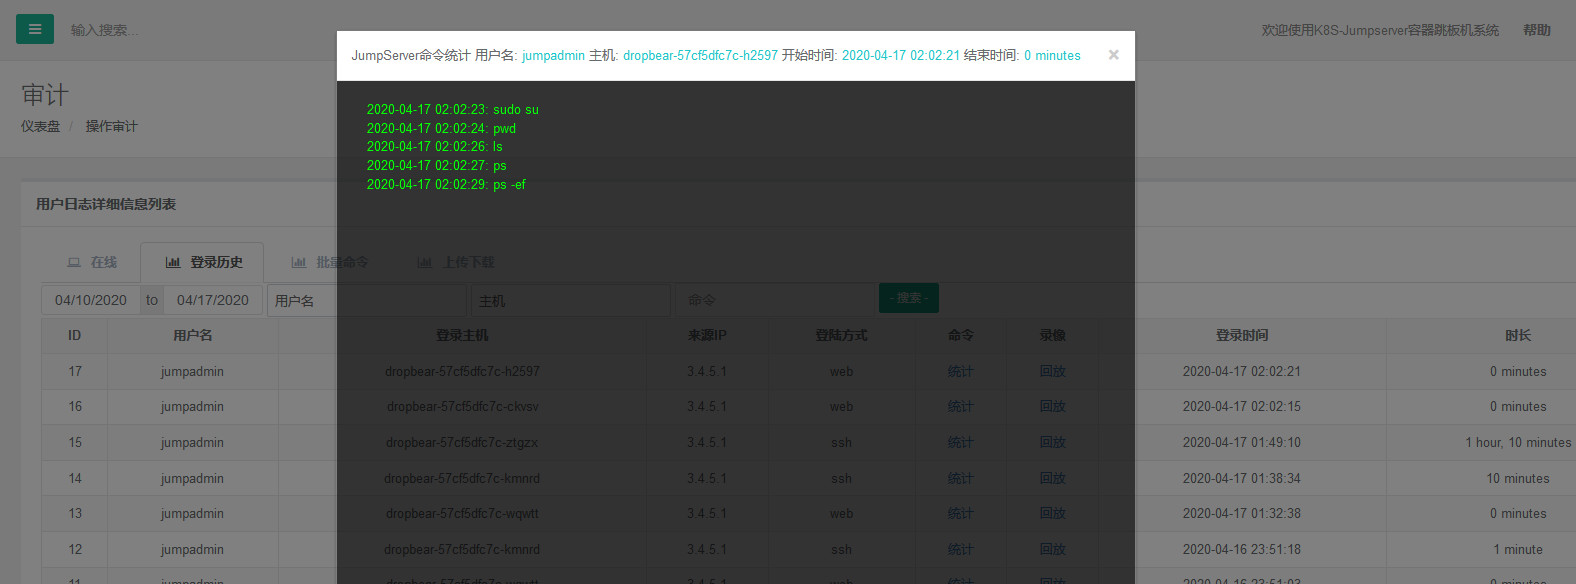 输入搜索...
欢迎使用K8S-Jumpserver容器跳板机系统 帮助
JumpServer命令统计 用户名: jumpadmin 主机: dropbear-57cf5dfc7c-h2597 开始时间: 2020-04-17 02:02:21 结束时间: 0 minutes ×
2020-04-17 02:02:23: sudo su
2020-04-17 02:02:24: pwd
2020-04-17 02:02:26: ls
2020-04-17 02:02:27: ps
2020-04-17 02:02:29: ps -ef
审计
仪表盘 / 操作审计
用户日志详细信息列表
在线 登录历史 批量命令 上传下载
04/10/2020 to 04/17/2020 用户名 主机 命令 - 搜索 -
ID 用户名 登录主机 来源IP 登陆方式 命令 录像 登录时间 时长
17 jumpadmin dropbear-57cf5dfc7c-h2597 3.4.5.1 web 统计 回放 2020-04-17 02:02:21 0 minutes
16 jumpadmin dropbear-57cf5dfc7c-ckvsv 3.4.5.1 web 统计 回放 2020-04-17 02:02:15 0 minutes
15 jumpadmin dropbear-57cf5dfc7c-ztgzx 3.4.5.1 ssh 统计 回放 2020-04-17 01:49:10 1 hour, 10 minutes
14 jumpadmin dropbear-57cf5dfc7c-kmnrd 3.4.5.1 ssh 统计 回放 2020-04-17 01:38:34 10 minutes
13 jumpadmin dropbear-57cf5dfc7c-wqwtt 3.4.5.1 web 统计 回放 2020-04-17 01:32:38 0 minutes
12 jumpadmin dropbear-57cf5dfc7c-kmnrd 3.4.5.1 ssh 统计 回放 2020-04-16 23:51:18 1 minute
11 jumpadmin dropbear-57cf5dfc7c-wqwtt 3.4.5.1 统计 回放 2020-04-16 23:51:03 0 minutes